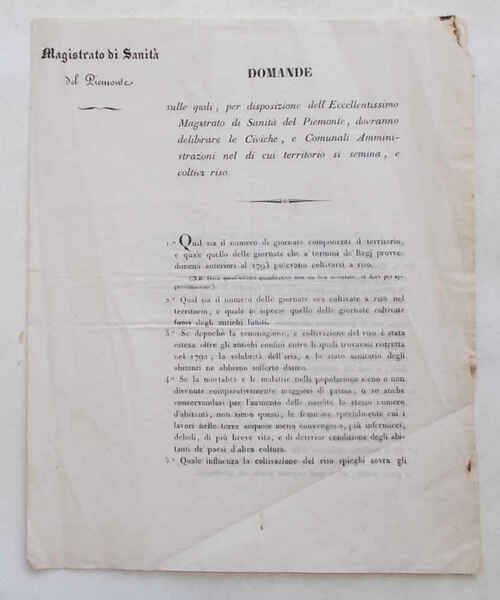 Magistrato di Sanità
del Piemonte
DOMANDE
sulle quali, per disposizione dell'Eccellentissimo
Magistrato di Sanità del Piemonte, dovranno
delibrare le Civiche, e Comunali Ammini-
strazioni nel di cui territorio si semina, e
coltiva riso.
1.° Qual sia il numero di giornate componenti il territorio,
e quale quello delle giornate che a termini de Regj provve-
dimenti anteriori al 1793 potevano coltivarsi a riso.
2.° Qual sia il numero delle giornate ora coltivate a riso nel
territorio, e quale in ispecie quello delle giornate coltivate
fuori degli antichi limiti.
3.° Se dopochè la seminagione, e coltivazione del riso è stata
estesa oltre gli antichi confini entro li quali trovavasi ristretta
nel 1792, la salubrità dell'aria, e lo stato sanitario degli
abitanti ne abbiano sofferto danno.
4.° Se la mortalità e le malattie nella popolazione sieno o non
divenute comparativamente maggiori di prima, o se anche
conservandosi per l'aumento delle nascite lo stesso numero
d'abitanti, non sieno questi, le femmine specialmente cui i
lavori nelle terre acquose meno convengono, più infermicci,
deboli, di più breve vita, e di deterior condizione degli abi-
tanti de' paesi d'altra coltura.
5.° Quale influenza la coltivazione del riso spieghi sovra gli